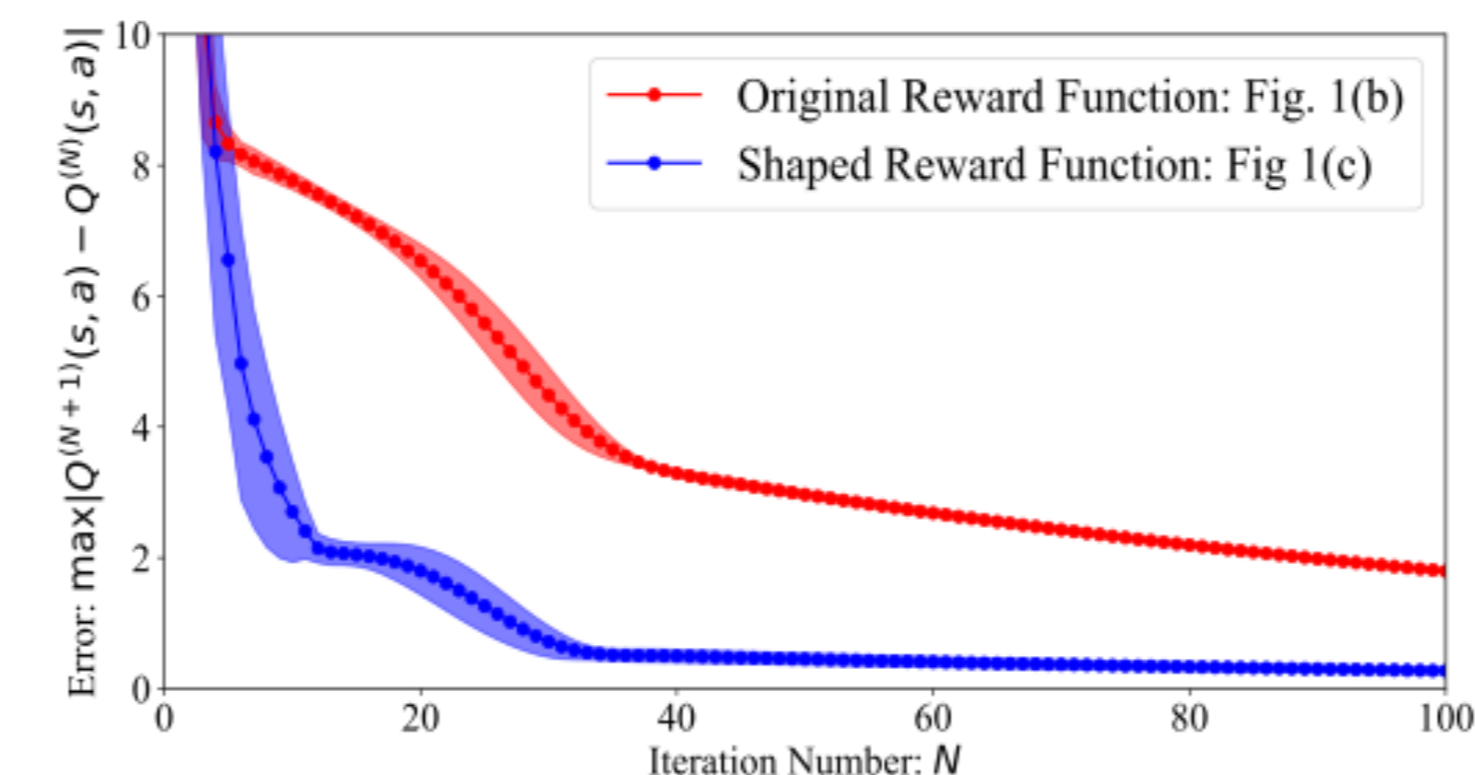 Error: max|Q^(N + 1)(s, a) − Q^(N)(s, a)|
10
8
6
4
2
0
Original Reward Function: Fig. 1(b)
Shaped Reward Function: Fig 1(c)
0 20 40 60 80 100
Iteration Number: N